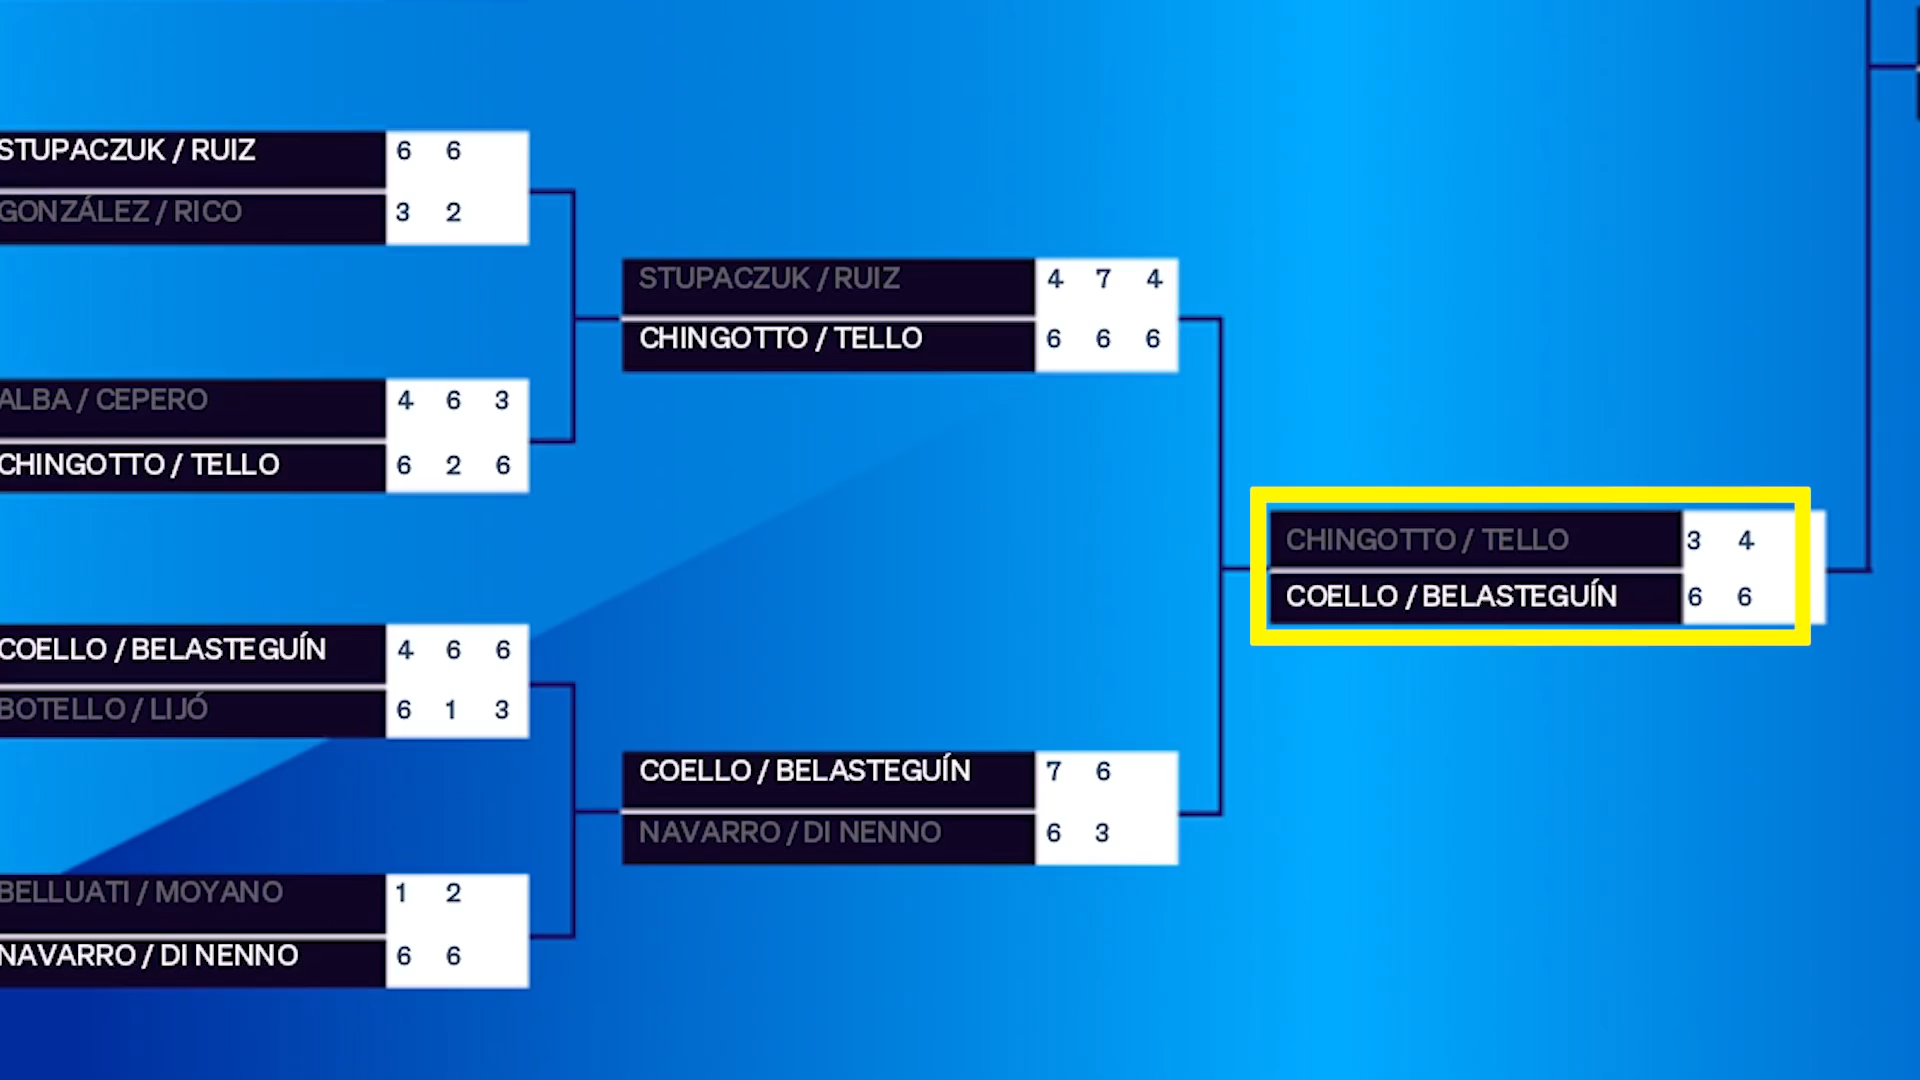 STUPACZUK / RUIZ 6 6
GONZÁLEZ / RICO 3 2
ALBA / CEPERO 4 6 3
CHINGOTTO / TELLO 6 2 6
COELLO / BELASTEGUÍN 4 6 6
BOTELLO / LIJÓ 6 1 3
BELLUATI / MOYANO 1 2
NAVARRO / DI NENNO 6 6
STUPACZUK / RUIZ 4 7 4
CHINGOTTO / TELLO 6 6 6
COELLO / BELASTEGUÍN 7 6
NAVARRO / DI NENNO 6 3
CHINGOTTO / TELLO 3 4
COELLO / BELASTEGUÍN 6 6